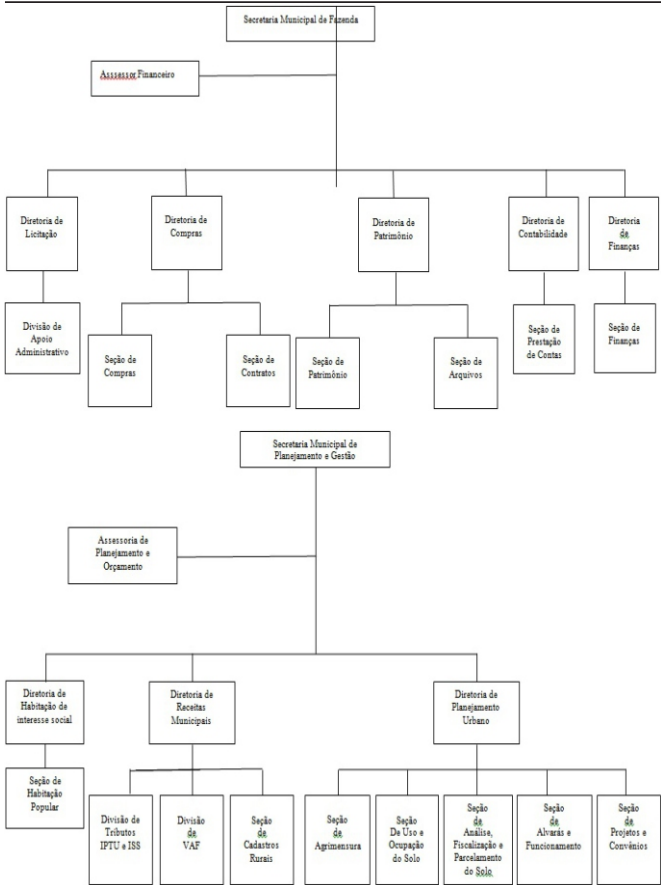 Secretaria Municipal de Fazenda
Asssessor Financeiro
Diretoria de
Licitação
Diretoria de
Compras
Diretoria de
Patrimônio
Diretoria de
Contabilidade
Diretoria
de
Finanças
Divisão de
Apoio
Administrativo
Seção de
Compras
Seção de
Contratos
Seção de
Patrimônio
Seção de
Arquivos
Seção de
Prestação
de Contas
Seção de
Finanças
Secretaria Municipal de
Planejamento e Gestão
Assessoria de
Planejamento e
Orçamento
Diretoria de
Habitação de
interesse social
Diretoria de
Receitas
Municipais
Diretoria de
Planejamento
Urbano
Seção de
Habitação
Popular
Divisão de
Tributos
IPTU e ISS
Divisão
de
VAF
Seção
de
Cadastros
Rurais
Seção
de
Agrimensura
Seção
De Uso e
Ocupação
do Solo
Seção
de
Análise,
Fiscalização e
Parcelamento
do Solo
Seção
de
Alvarás e
Funcionamento
Seção
de
Projetos e
Convênios